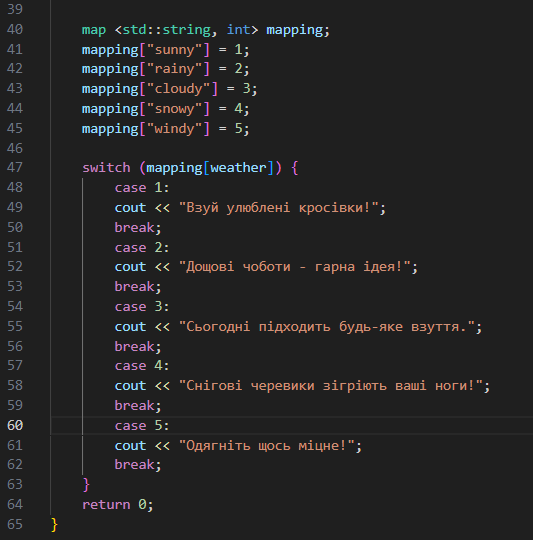 39
40 map <std::string, int> mapping;
41 mapping["sunny"] = 1;
42 mapping["rainy"] = 2;
43 mapping["cloudy"] = 3;
44 mapping["snowy"] = 4;
45 mapping["windy"] = 5;
46
47 switch (mapping[weather]) {
48 case 1:
49 cout << "Взуй улюблені кросівки!";
50 break;
51 case 2:
52 cout << "Дощові чоботи - гарна ідея!";
53 break;
54 case 3:
55 cout << "Сьогодні підходить будь-яке взуття.";
56 break;
57 case 4:
58 cout << "Снігові черевики зігріють ваші ноги!";
59 break;
60 case 5:
61 cout << "Одягніть щось міцне!";
62 break;
63 }
64 return 0;
65 }